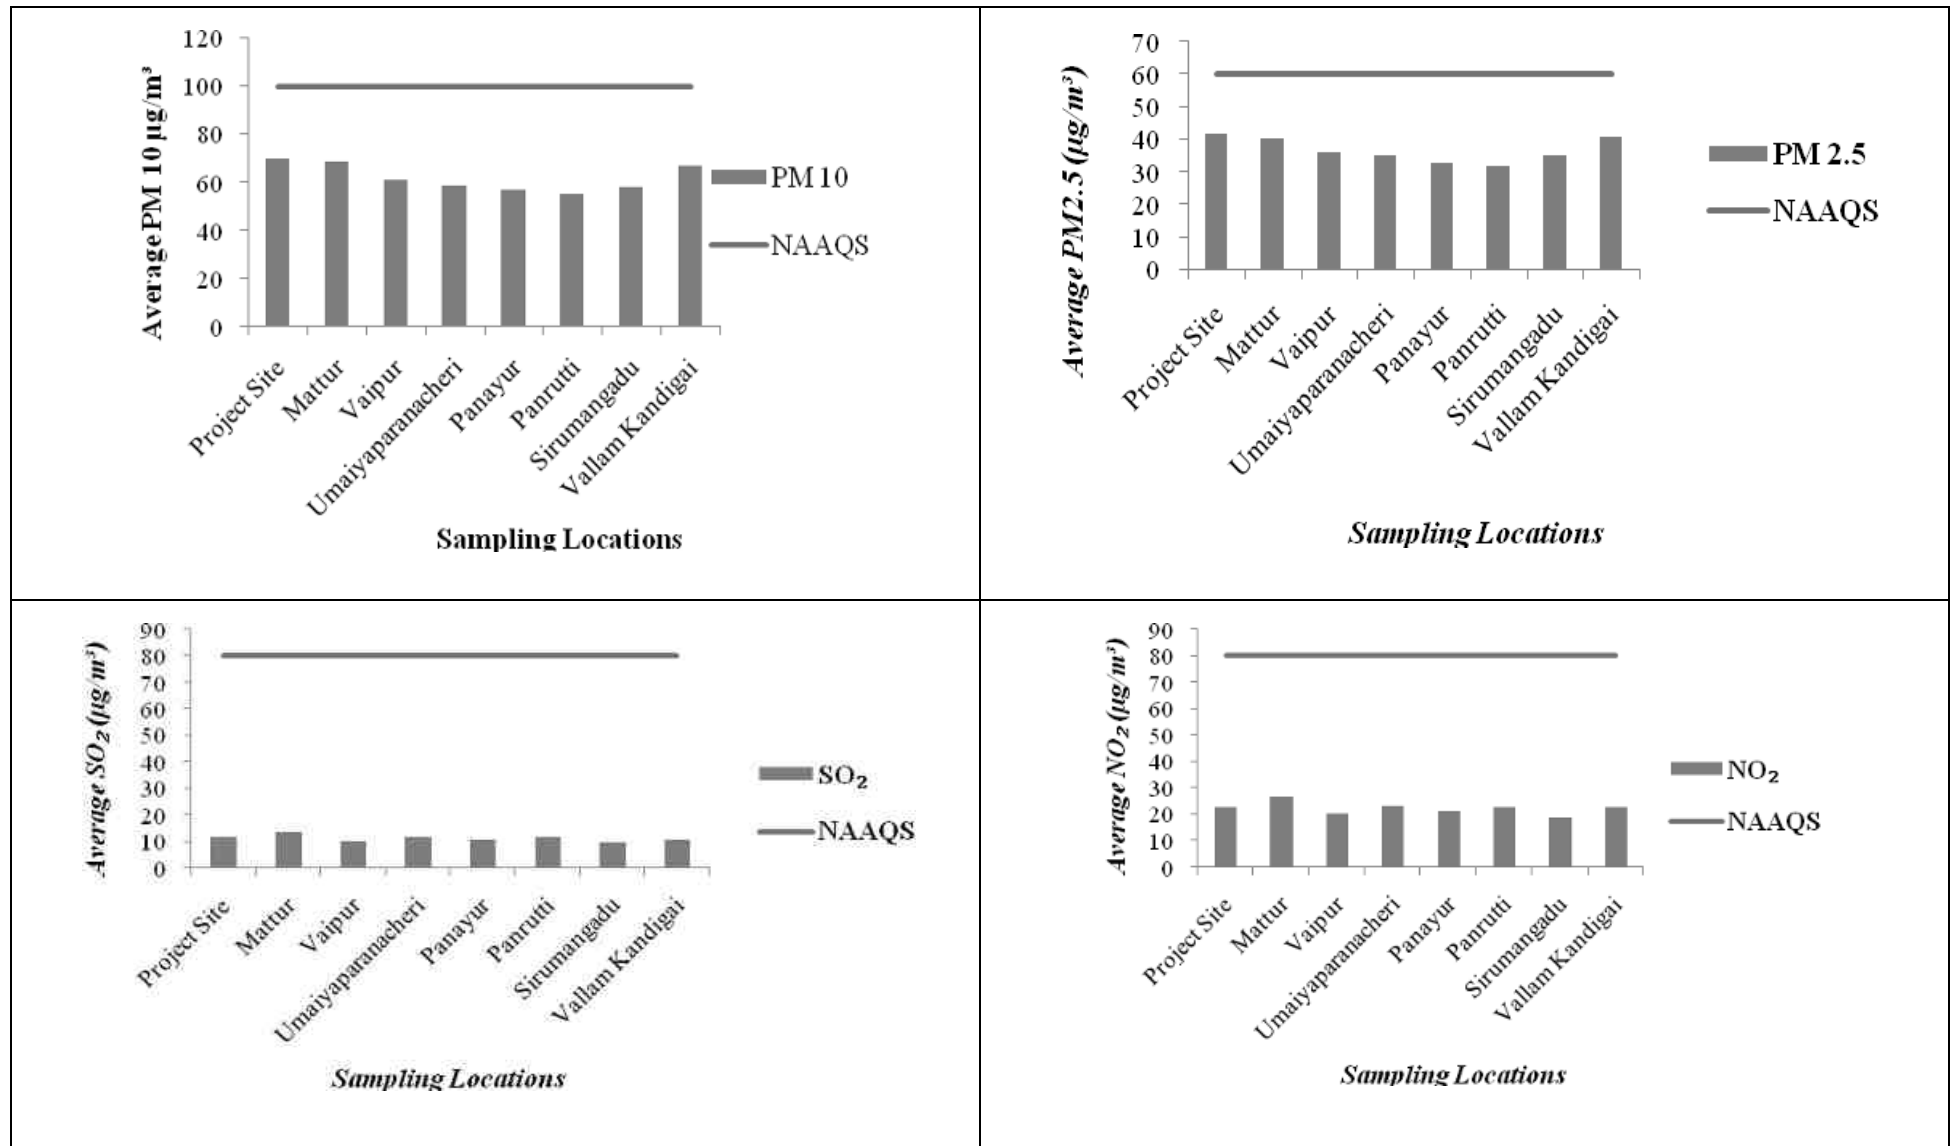 Average PM 10 µg/m³
120
100
80
60
40
20
0
Project Site
Mattur
Vaipur
Umaiyaparanacheri
Panayur
Panrutti
Sirumangadu
Vallam Kandigai
PM 10
NAAQS
Sampling Locations
Average PM2.5 (µg/m³)
70
60
50
40
30
20
10
0
Project Site
Mattur
Vaipur
Umaiyaparanacheri
Panayur
Panrutti
Sirumangadu
Vallam Kandigai
PM 2.5
NAAQS
Sampling Locations
Average SO₂ (µg/m³)
90
80
70
60
50
40
30
20
10
0
Project Site
Mattur
Vaipur
Umaiyaparanacheri
Panayur
Panrutti
Sirumangadu
Vallam Kandigai
SO₂
NAAQS
Sampling Locations
Average NO₂ (µg/m³)
90
80
70
60
50
40
30
20
10
0
Project Site
Mattur
Vaipur
Umaiyaparanacheri
Panayur
Panrutti
Sirumangadu
Vallam Kandigai
NO₂
NAAQS
Sampling Locations